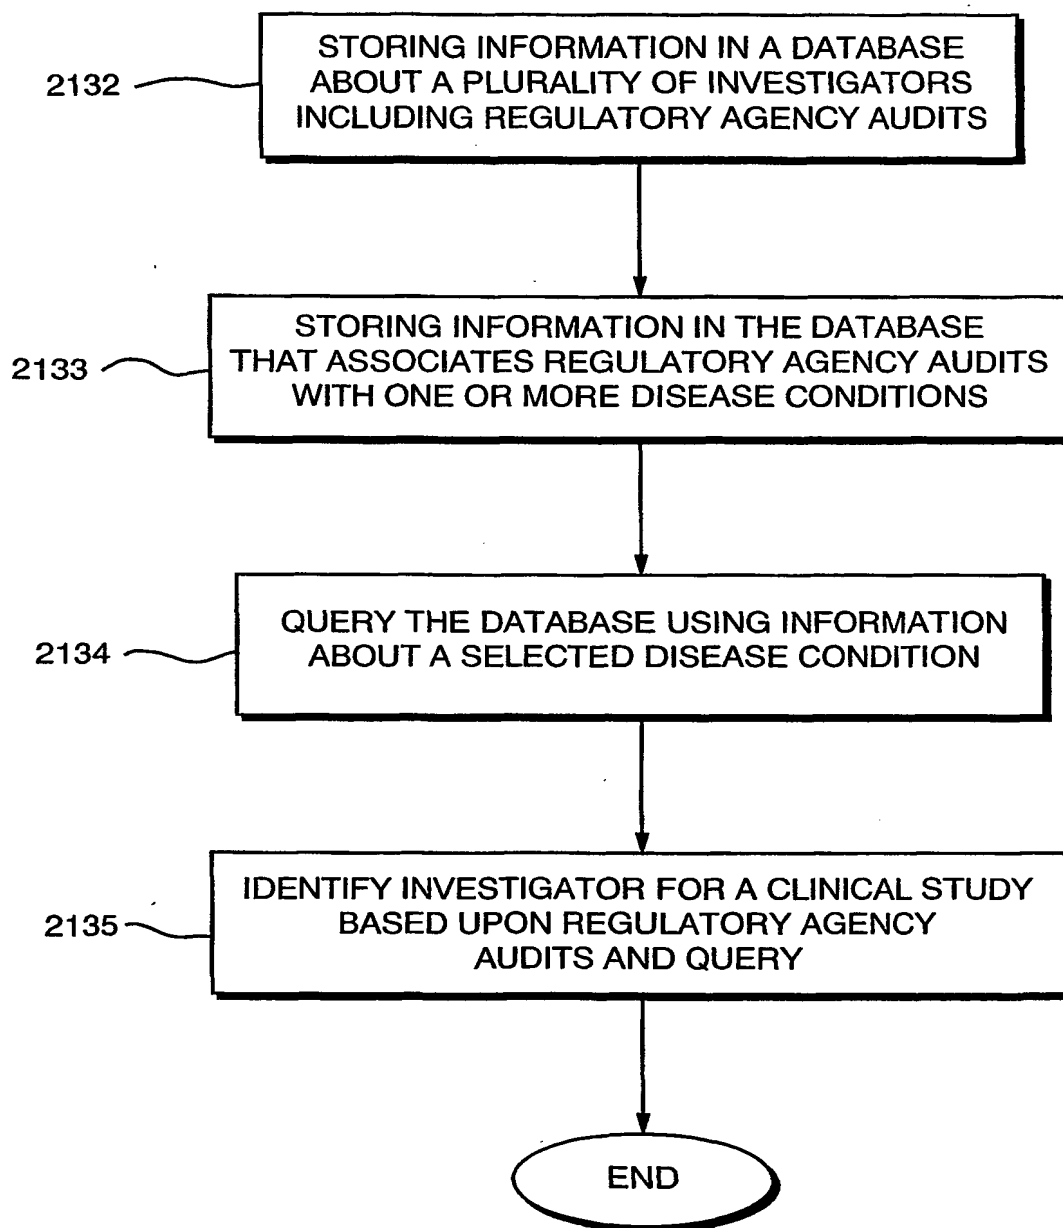 2132
STORING INFORMATION IN A DATABASE
ABOUT A PLURALITY OF INVESTIGATORS
INCLUDING REGULATORY AGENCY AUDITS
2133
STORING INFORMATION IN THE DATABASE
THAT ASSOCIATES REGULATORY AGENCY AUDITS
WITH ONE OR MORE DISEASE CONDITIONS
2134
QUERY THE DATABASE USING INFORMATION
ABOUT A SELECTED DISEASE CONDITION
2135
IDENTIFY INVESTIGATOR FOR A CLINICAL STUDY
BASED UPON REGULATORY AGENCY
AUDITS AND QUERY
END